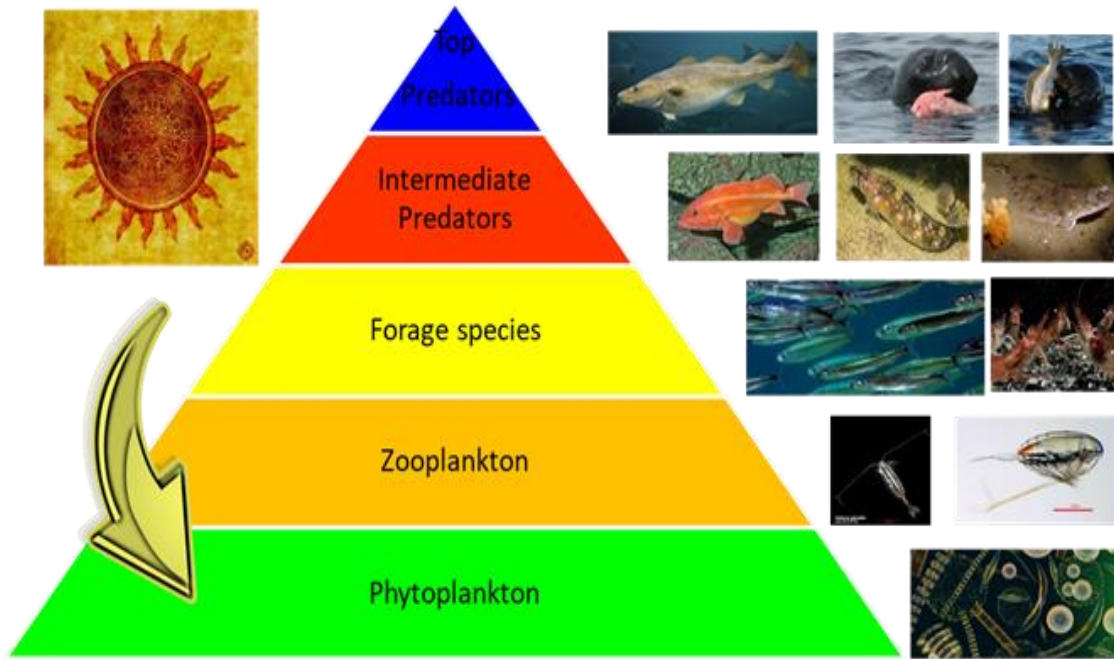 Top
Predators
Intermediate
Predators
Forage species
Zooplankton
Phytoplankton